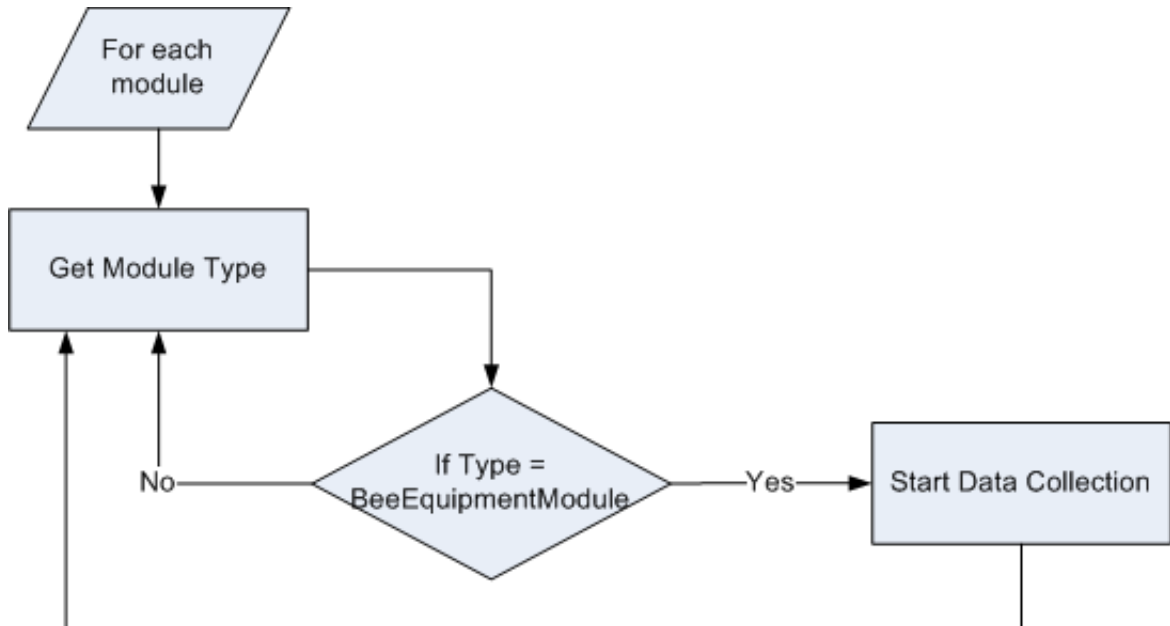 For each
module
Get Module Type
If Type =
BeeEquipmentModule
No
Yes
Start Data Collection